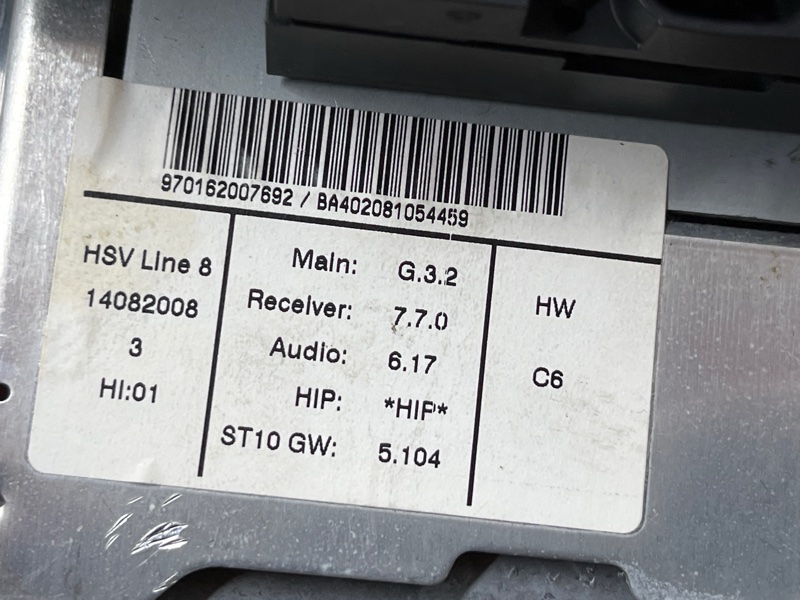 970162007692 / BA402081054459
HSV Line 8
14082008
3
HI:01
Main: G.3.2
Receiver: 7.7.0
Audio: 6.17
HIP: *HIP*
ST10 GW: 5.104
HW
C6